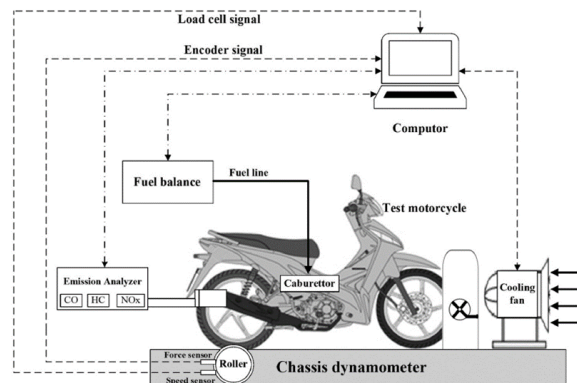 Load cell signal
Encoder signal
Computor
Fuel balance
Fuel line
Test motorcycle
Caburettor
Emission Analyzer
CO HC NOx
Cooling
fan
Force sensor
Roller
Chassis dynamometer
Speed sensor